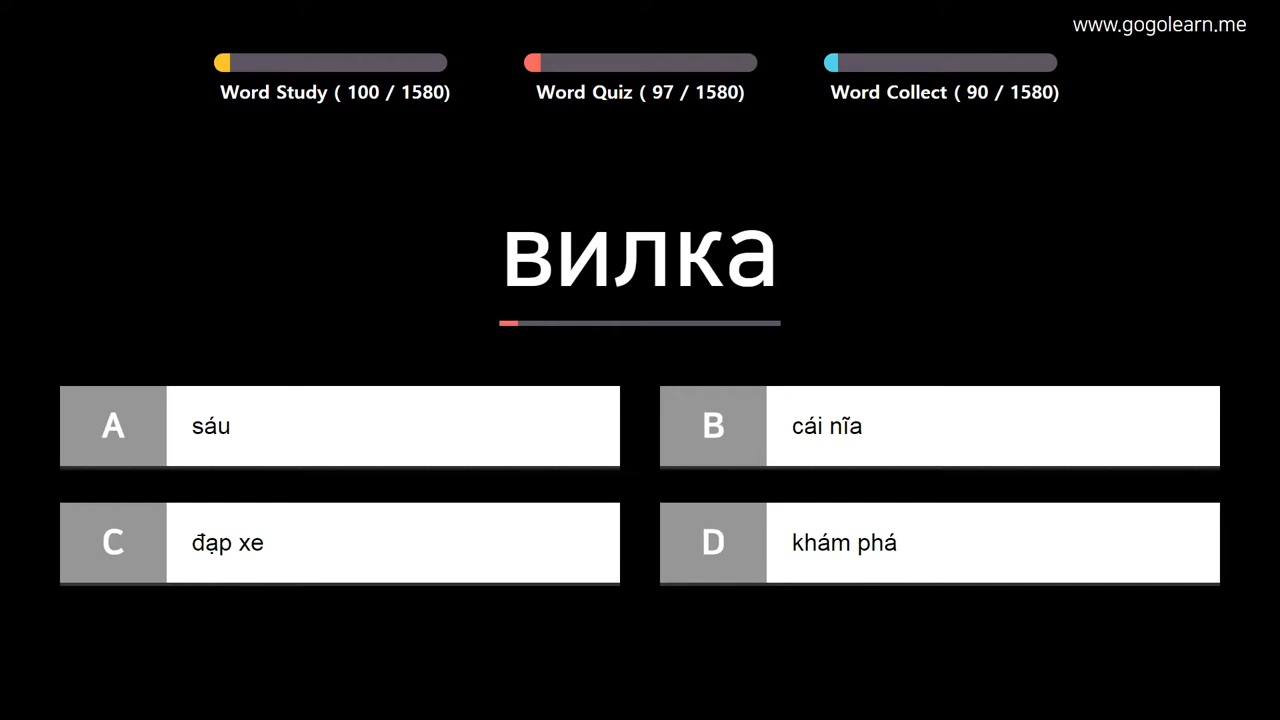 www.gogolearn.me
Word Study ( 100 / 1580)
Word Quiz ( 97 / 1580)
Word Collect ( 90 / 1580)
вилка
A
sáu
B
cái nĩa
C
đạp xe
D
khám phá